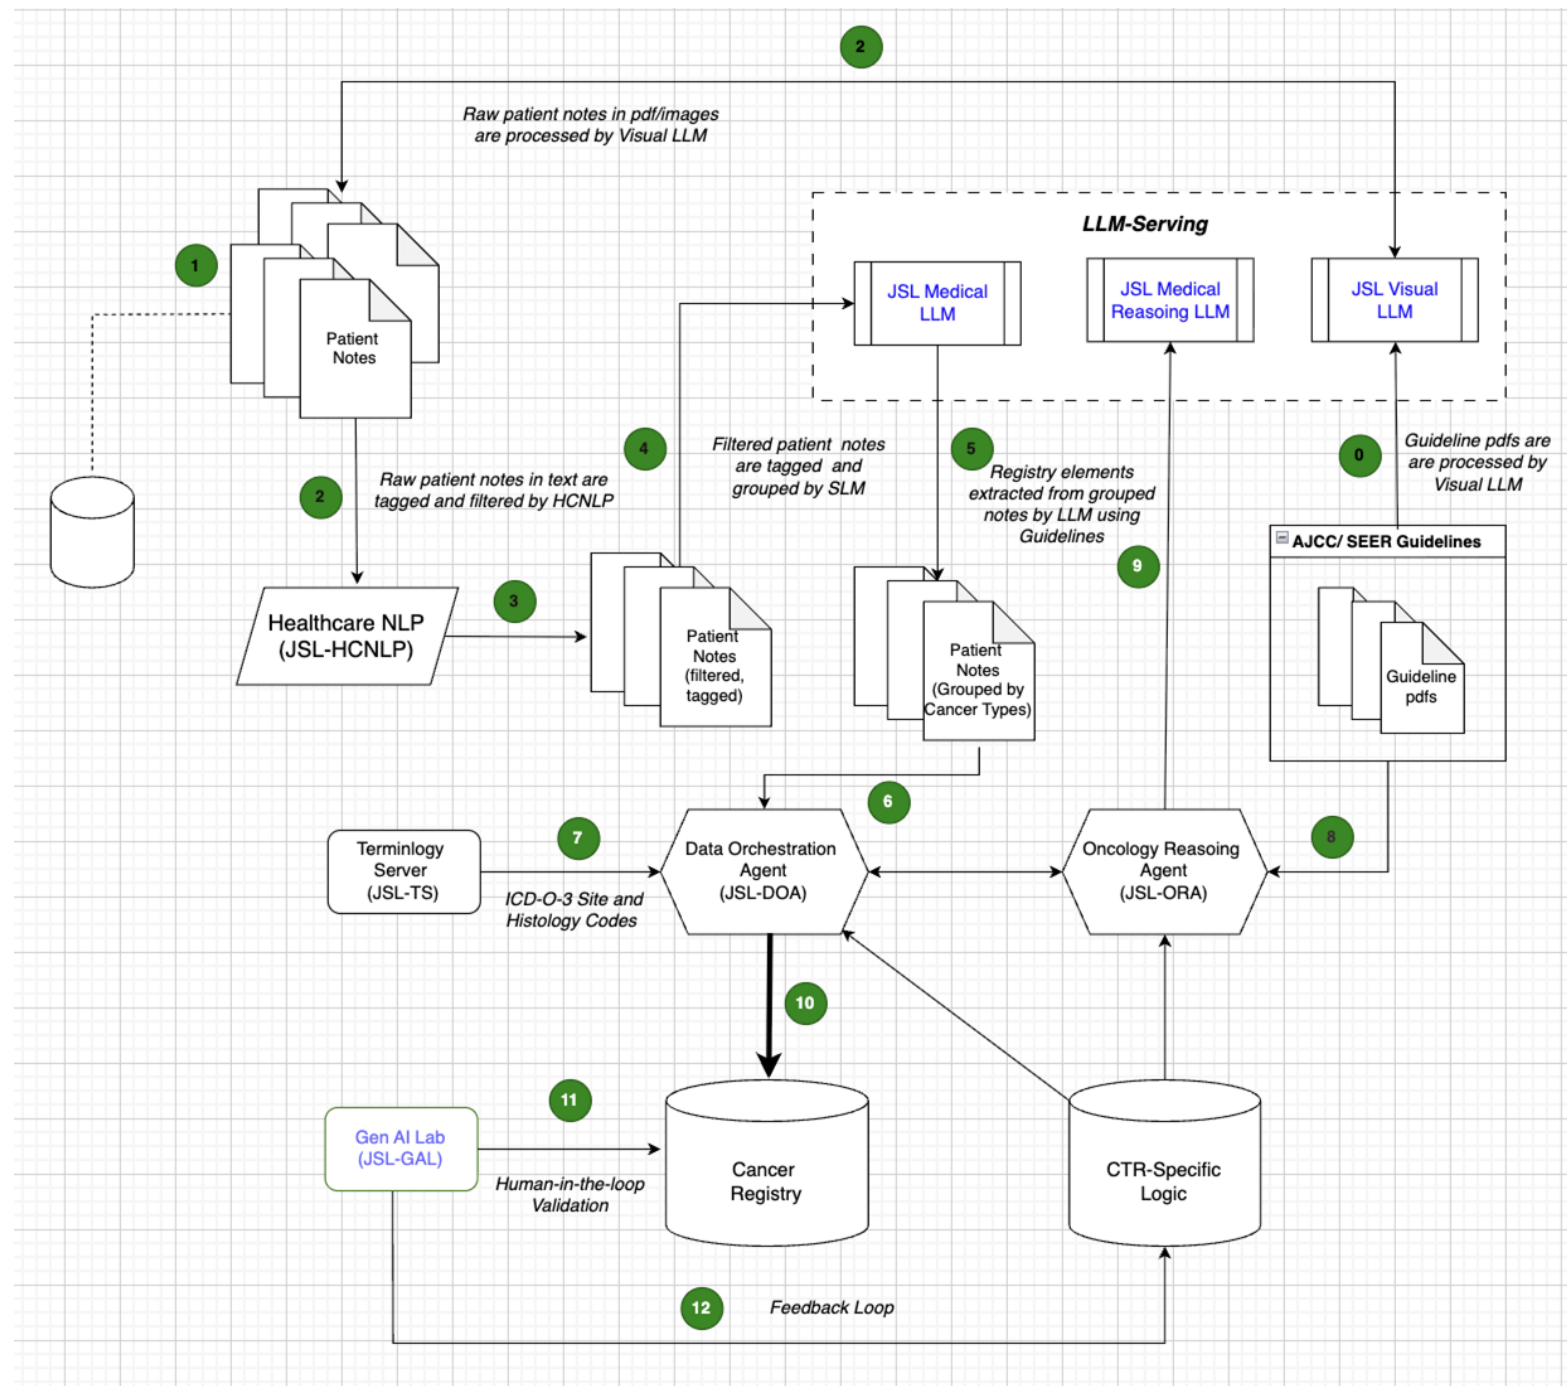 2
Raw patient notes in pdf/images
are processed by Visual LLM
1
Patient
Notes
LLM-Serving
JSL Medical
LLM
JSL Medical
Reasoing LLM
JSL Visual
LLM
2
Raw patient notes in text are
tagged and filtered by HCNLP
4
Filtered patient notes
are tagged and
grouped by SLM
5
Registry elements
extracted from grouped
notes by LLM using
Guidelines
0
Guideline pdfs are
are processed by
Visual LLM
9
AJCC/ SEER Guidelines
Guideline
pdfs
Healthcare NLP
(JSL-HCNLP)
3
Patient
Notes
(filtered,
tagged)
Patient
Notes
(Grouped by
Cancer Types)
6
Terminlogy
Server
(JSL-TS)
7
ICD-O-3 Site and
Histology Codes
Data Orchestration
Agent
(JSL-DOA)
Oncology Reasoing
Agent
(JSL-ORA)
8
10
Gen AI Lab
(JSL-GAL)
11
Human-in-the-loop
Validation
Cancer
Registry
CTR-Specific
Logic
12
Feedback Loop